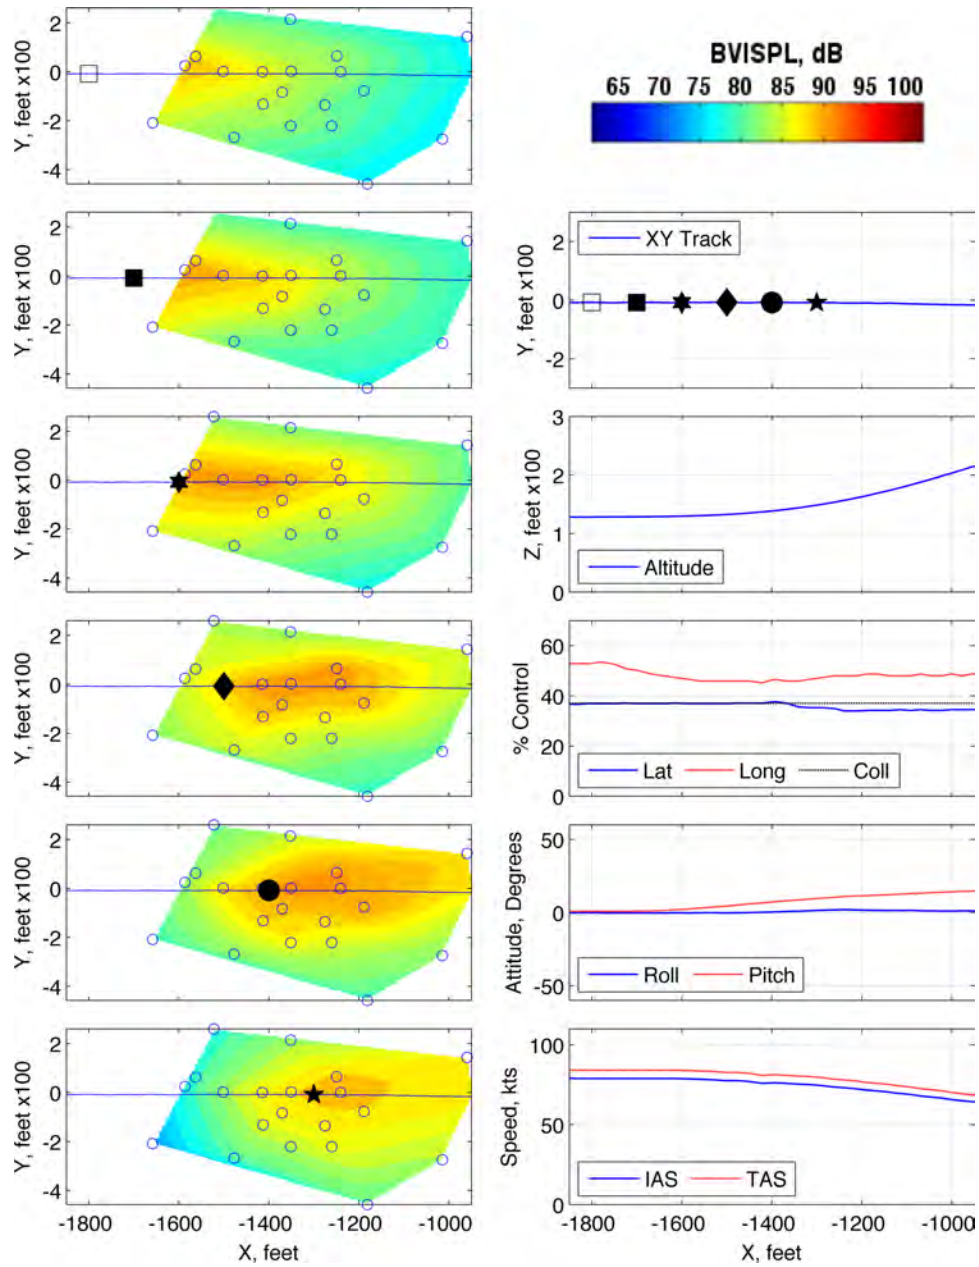 2
0
-2
-4
Y, feet x100
BVISPL, dB
65 70 75 80 85 90 95 100
2
0
-2
-4
Y, feet x100
XY Track
2
0
-2
Y, feet x100
2
0
-2
-4
Y, feet x100
3
2
1
0
Z, feet x100
Altitude
2
0
-2
-4
Y, feet x100
60
40
20
0
% Control
Lat Long Coll
2
0
-2
-4
Y, feet x100
50
0
-50
Attitude, Degrees
Roll Pitch
2
0
-2
-4
Y, feet x100
-1800 -1600 -1400 -1200 -1000
X, feet
100
50
0
Speed, kts
IAS TAS
-1800 -1600 -1400 -1200 -1000
X, feet